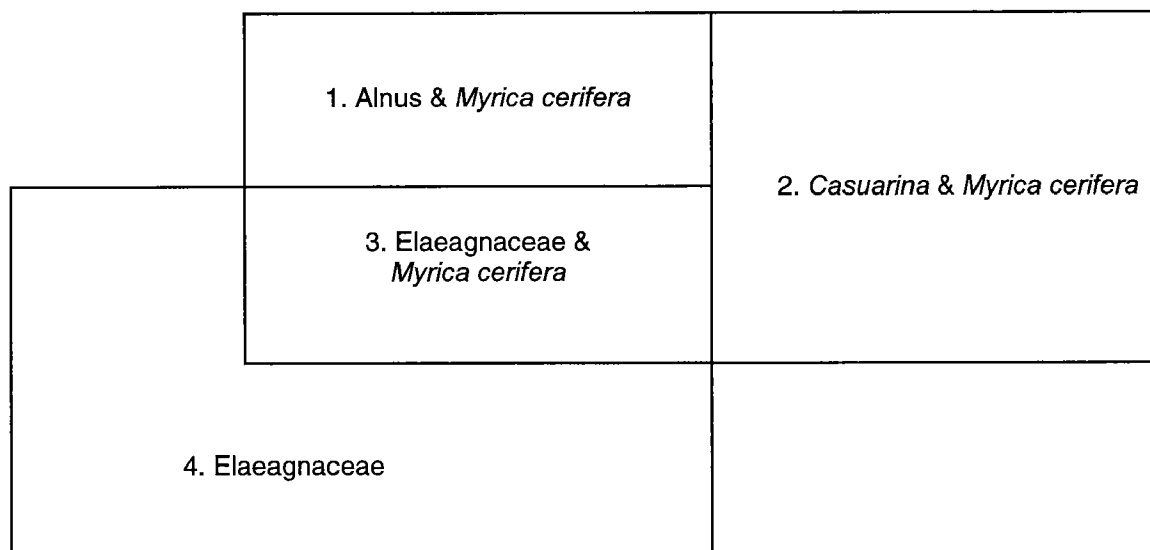 1. Alnus & Myrica cerifera
2. Casuarina & Myrica cerifera
3. Elaeagnaceae &
Myrica cerifera
4. Elaeagnaceae